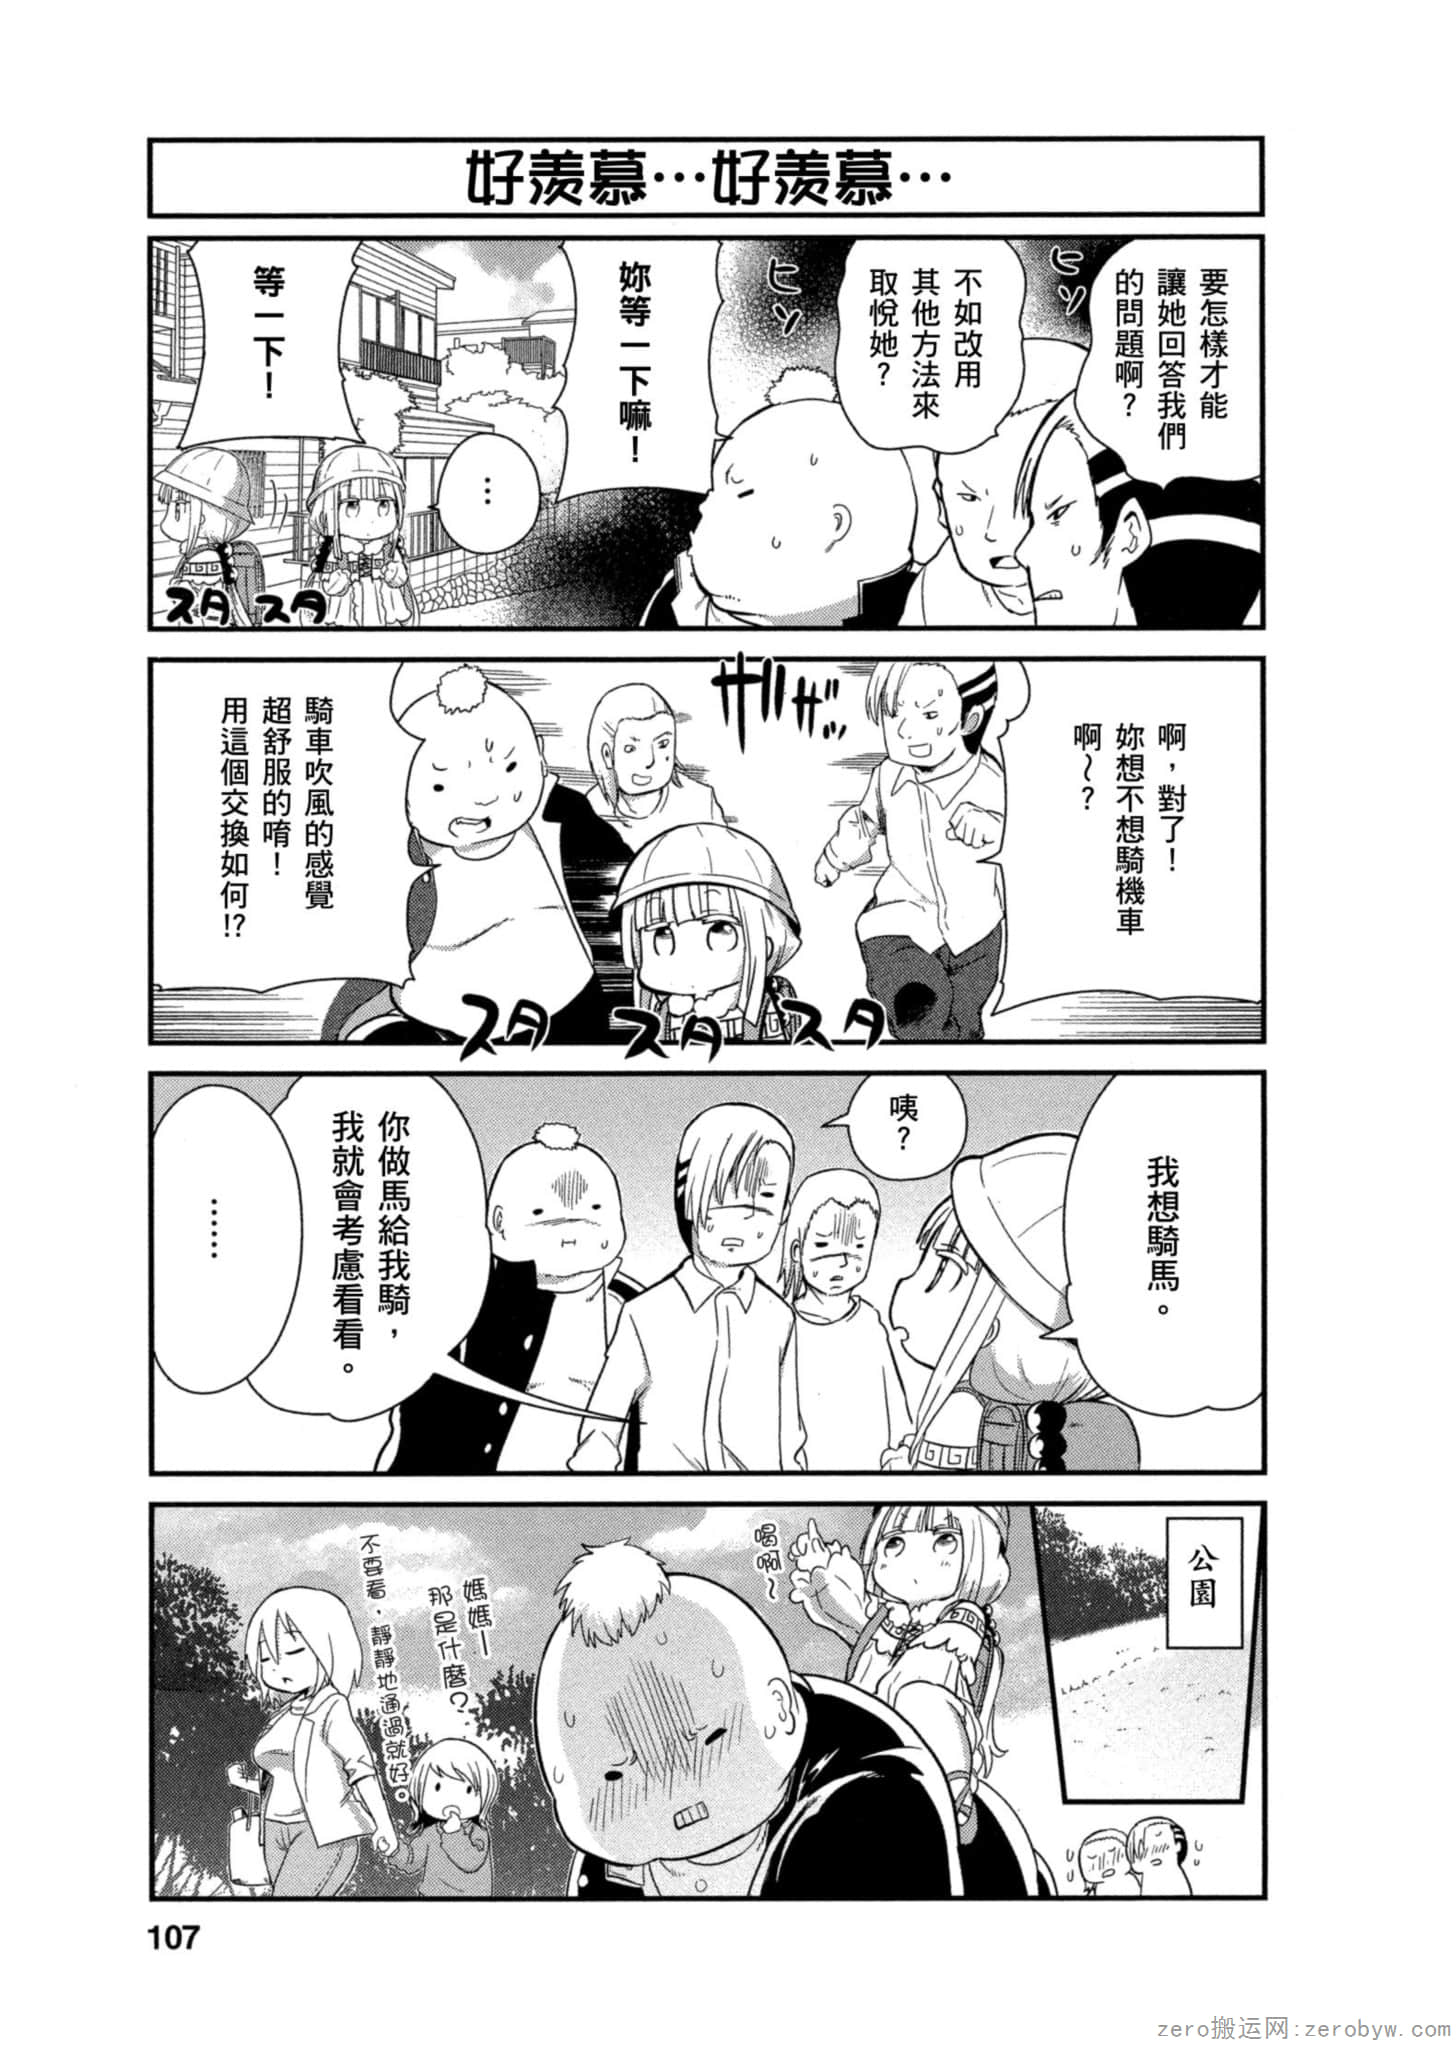 好羨慕…好羨慕…
要怎樣才能
讓她回答我們
的問題啊？
ヒソ
不如改用
其他方法來
取悅她？
ヒソ
妳等一下嘛！
…
等一下！
スタ
スタ
啊，對了！
妳想不想騎機車
啊～？
ザザザッ
騎車吹風的感覺
超舒服的唷！
用這個交換如何!?
スタ
スタ
スタ
我想騎馬。
咦？
你做馬給我騎，
我就會考慮看看。
……
公園
喝啊～
媽媽—
那是什麼？
不要看，靜靜地通過就好。
107
zero搬运网:zerobyw.com